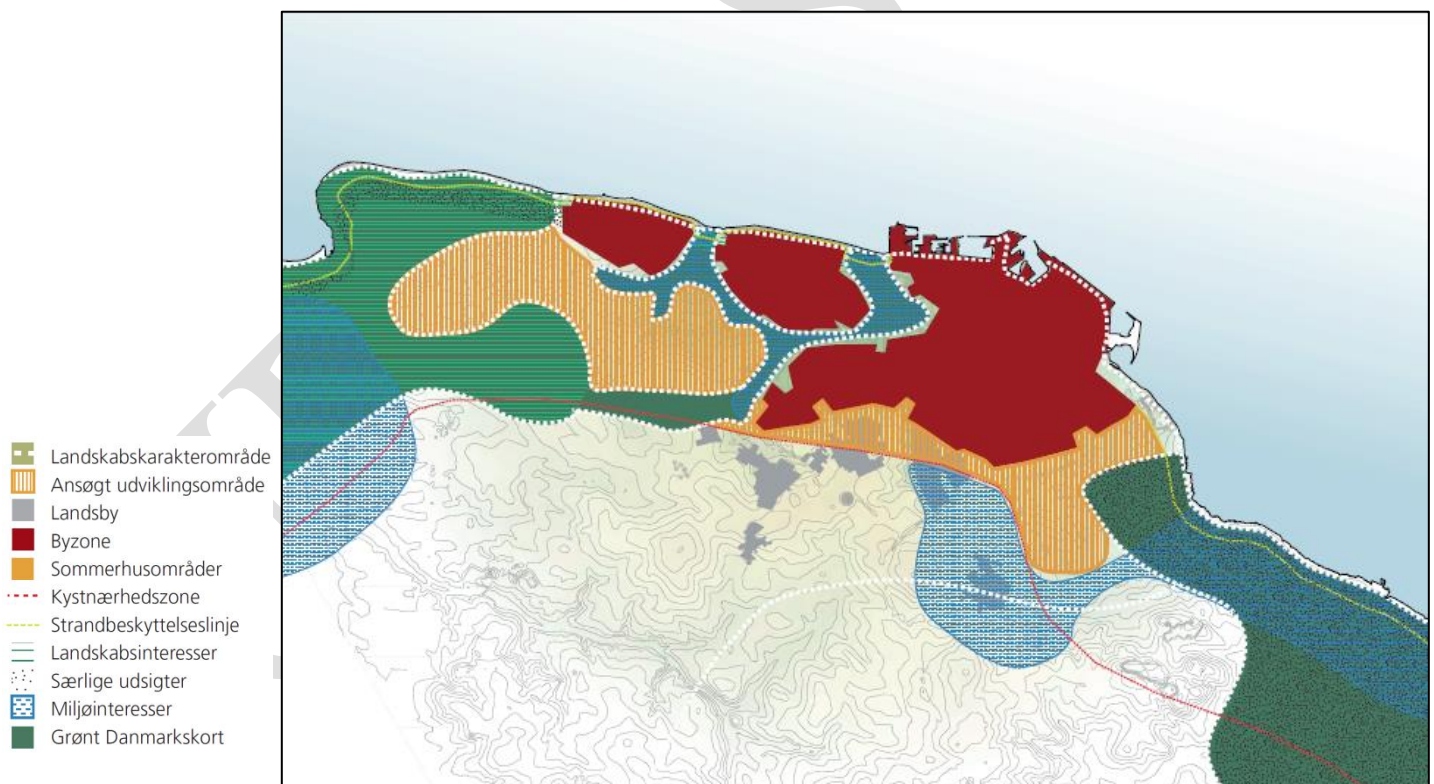 Landskabskarakterområde
Ansøgt udviklingsområde
Landsby
Byzone
Sommerhusområder
Kystnærhedszone
Strandbeskyttelseslinje
Landskabsinteresser
Særlige udsigter
Miljøinteresser
Grønt Danmarkskort